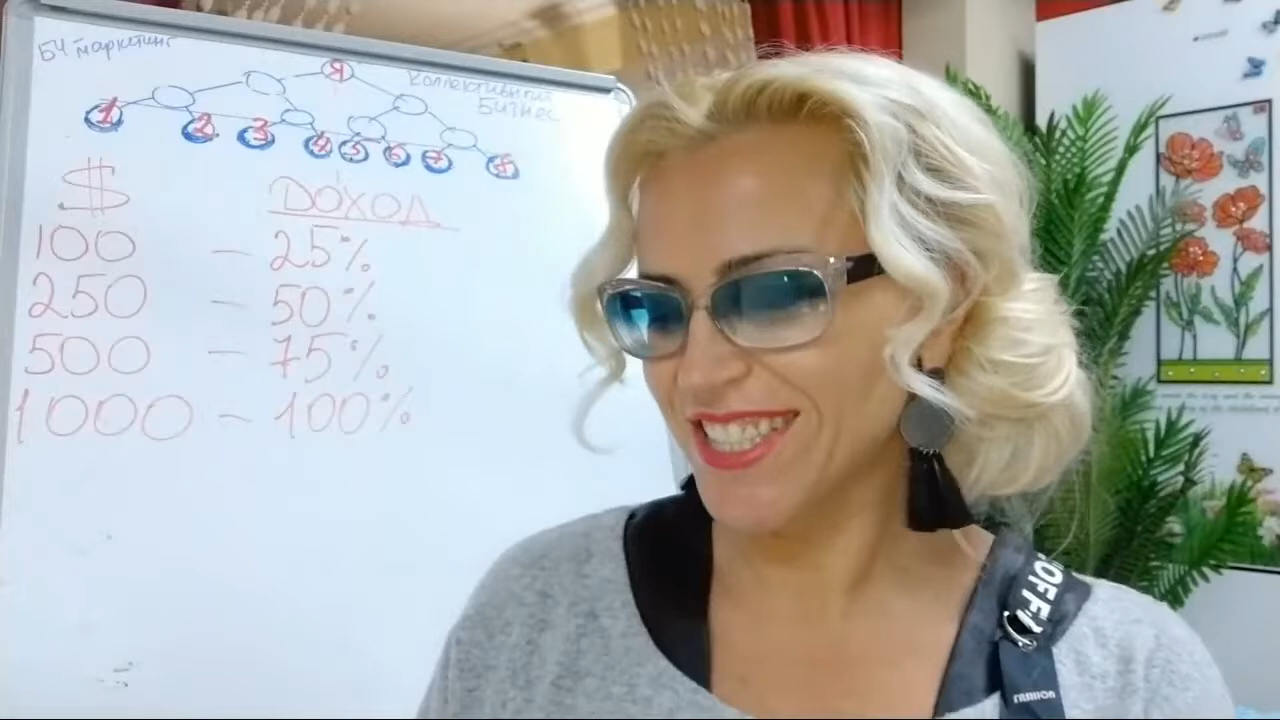 БЧ маркетинг
Коллективный
Бизнес
Я
1 2 3 4 5 6 7 8
$ ДОХОД
100 — 25%
250 — 50%
500 — 75%
1000 — 100%
FASHION